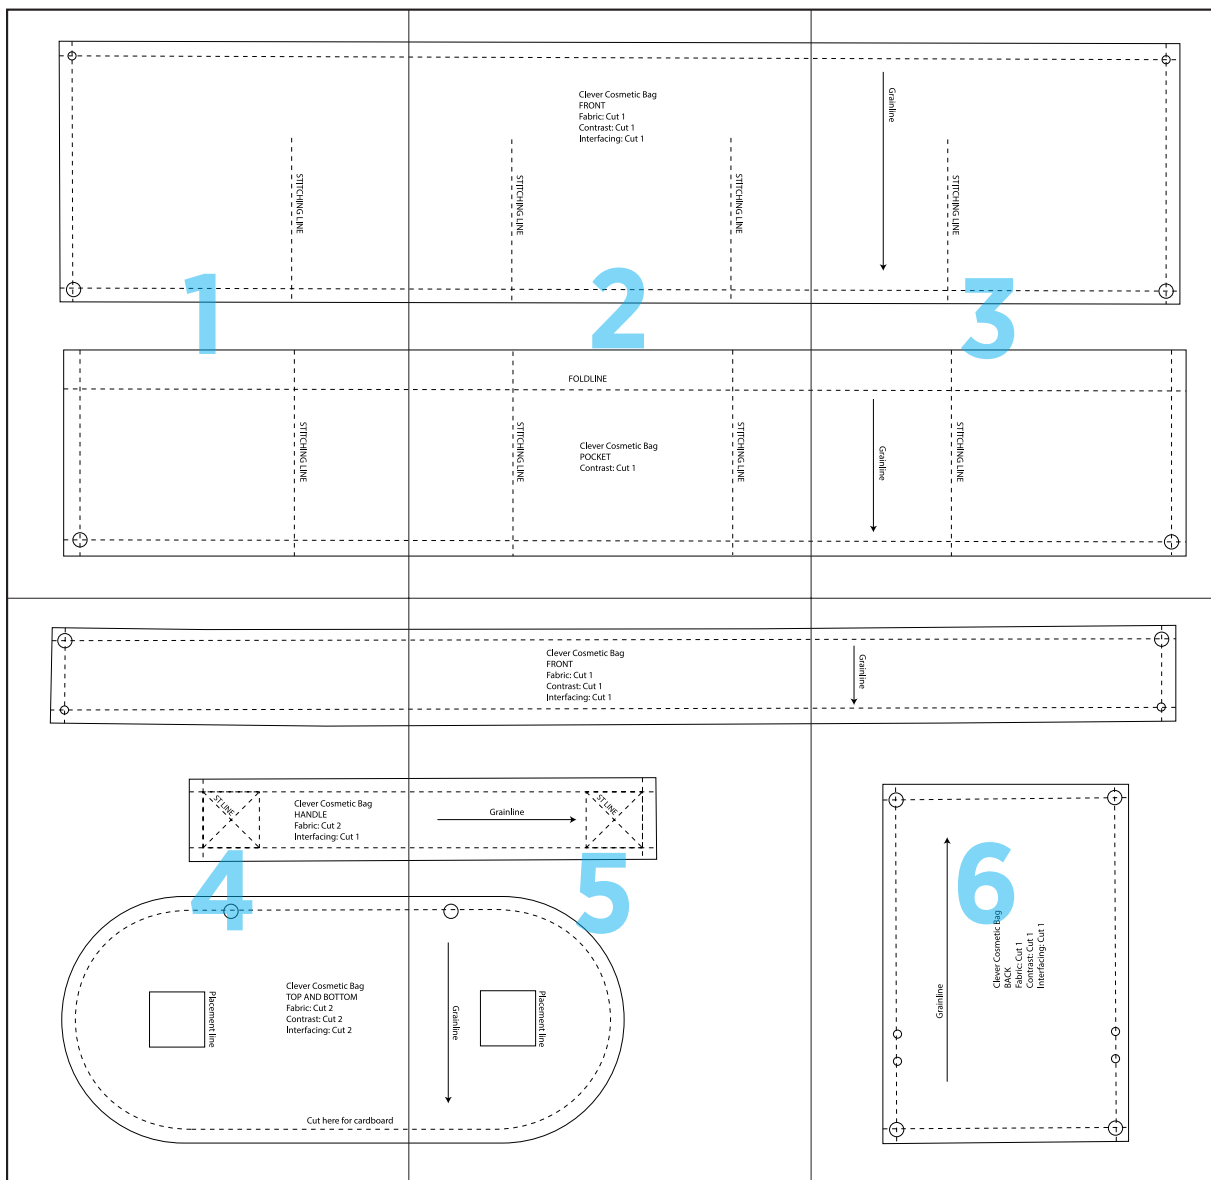 Clever Cosmetic Bag
FRONT
Fabric: Cut 1
Contrast: Cut 1
Interfacing: Cut 1
Grainline
STITCHING LINE
STITCHING LINE
STITCHING LINE
STITCHING LINE
1
2
3
FOLDLINE
STITCHING LINE
STITCHING LINE
Clever Cosmetic Bag
POCKET
Contrast: Cut 1
STITCHING LINE
Grainline
STITCHING LINE
Clever Cosmetic Bag
FRONT
Fabric: Cut 1
Contrast: Cut 1
Interfacing: Cut 1
Grainline
ST.LINE
Clever Cosmetic Bag
HANDLE
Fabric: Cut 2
Interfacing: Cut 1
Grainline
ST.LINE
4
5
6
Placement line
Clever Cosmetic Bag
TOP AND BOTTOM
Fabric: Cut 2
Contrast: Cut 2
Interfacing: Cut 2
Grainline
Placement line
Cut here for cardboard
Grainline
Clever Cosmetic Bag
BACK
Fabric: Cut 1
Contrast: Cut 1
Interfacing: Cut 1